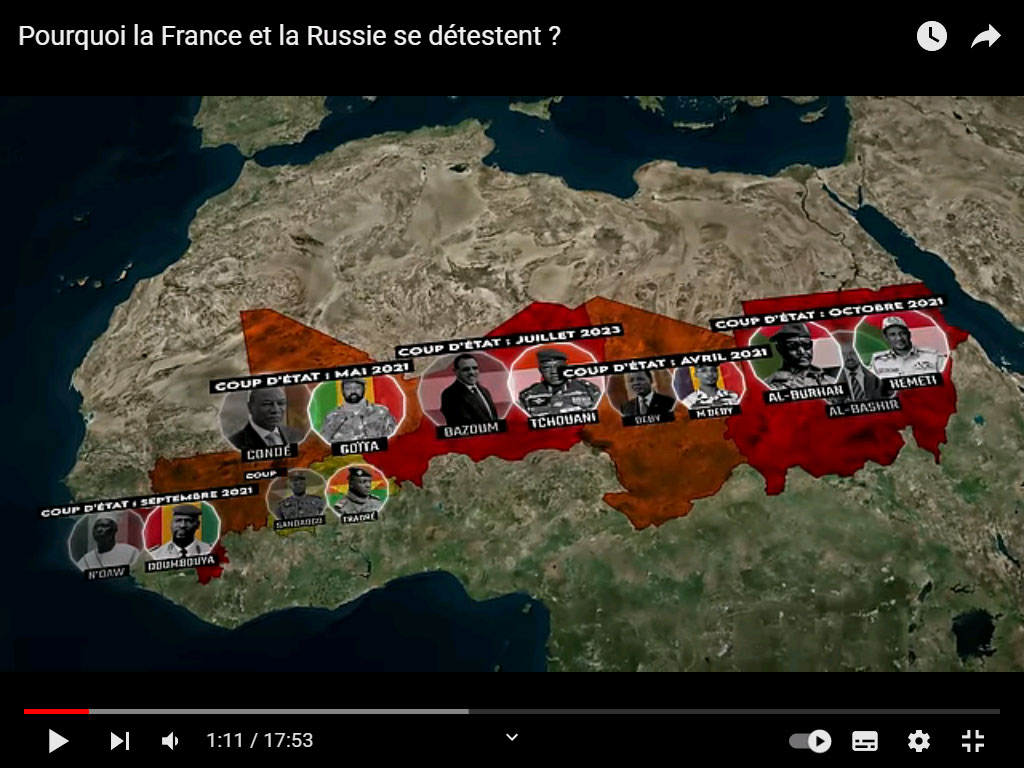 Pourquoi la France et la Russie se détestent ?
COUP D'ÉTAT : OCTOBRE 2021
COUP D'ÉTAT : JUILLET 2023
COUP D'ÉTAT : AVRIL 2021
COUP D'ÉTAT : MAI 2021
AL-BURHAN
HEMETI
AL-BASHIR
BAZOUM
TCHOUANI
DEBY
M.DEBY
CONDÉ
GOÏTA
COUP
SANDAOGO
TRAORÉ
COUP D'ÉTAT : SEPTEMBRE 2021
N'DAW
DOUMBOUYA
1:11 / 17:53